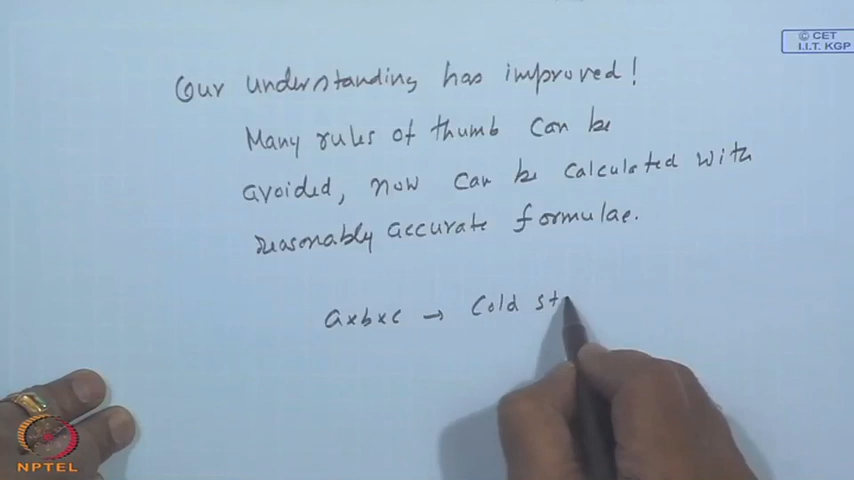 © CET
I.I.T. KGP
Our understanding has improved!
Many rules of thumb can be
avoided, now can be calculated with
reasonably accurate formulae.
a×b×c → Cold st
NPTEL